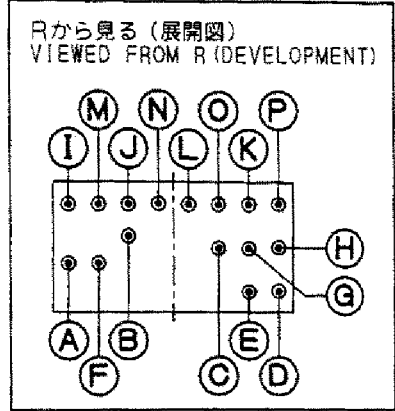 Rから見る (展開図)
VIEWED FROM R (DEVELOPMENT)
M N O P
I J L K
H
G
A B E
F C D